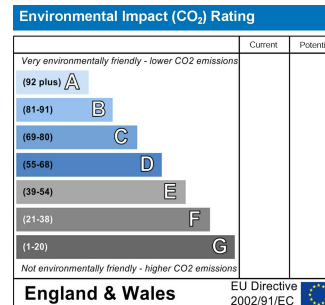 Environmental Impact (CO₂) Rating
Current Potenti
Very environmentally friendly - lower CO2 emissions
(92 plus) A
(81-91) B
(69-80) C
(55-68) D
(39-54) E
(21-38) F
(1-20) G
Not environmentally friendly - higher CO2 emissions
England & Wales
EU Directive
2002/91/EC